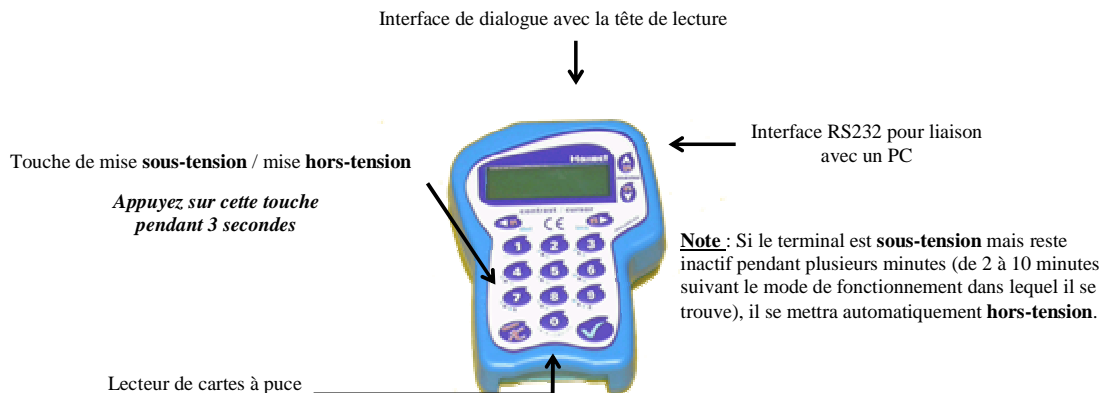 Interface de dialogue avec la tête de lecture
Interface RS232 pour liaison
avec un PC
Touche de mise sous-tension / mise hors-tension
Appuyez sur cette touche
pendant 3 secondes
contrast / cursor
CE
1 2 3
4 5 6
7 8 9
0
Note : Si le terminal est sous-tension mais reste
inactif pendant plusieurs minutes (de 2 à 10 minutes
suivant le mode de fonctionnement dans lequel il se
trouve), il se mettra automatiquement hors-tension.
Lecteur de cartes à puce